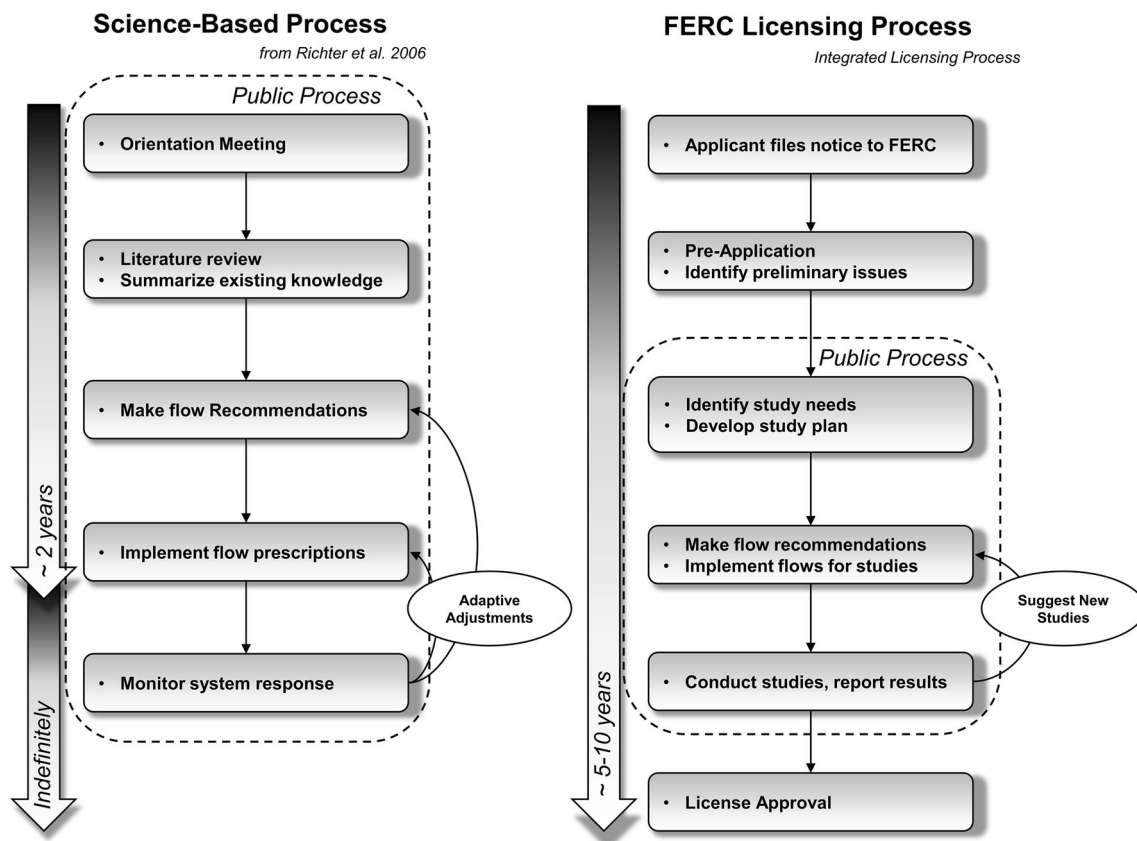 Science-Based Process
from Richter et al. 2006
Public Process
• Orientation Meeting
• Literature review
• Summarize existing knowledge
• Make flow Recommendations
• Implement flow prescriptions
Adaptive
Adjustments
• Monitor system response
~ 2 years
Indefinitely
FERC Licensing Process
Integrated Licensing Process
• Applicant files notice to FERC
• Pre-Application
• Identify preliminary issues
Public Process
• Identify study needs
• Develop study plan
• Make flow recommendations
• Implement flows for studies
Suggest New
Studies
• Conduct studies, report results
• License Approval
~ 5-10 years